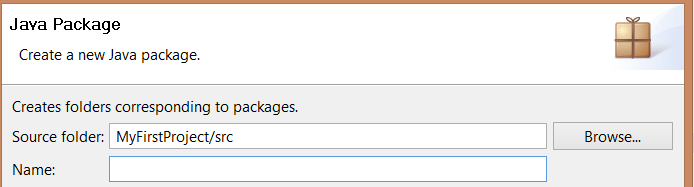 Java Package
Create a new Java package.
Creates folders corresponding to packages.
Source folder: MyFirstProject/src Browse...
Name: